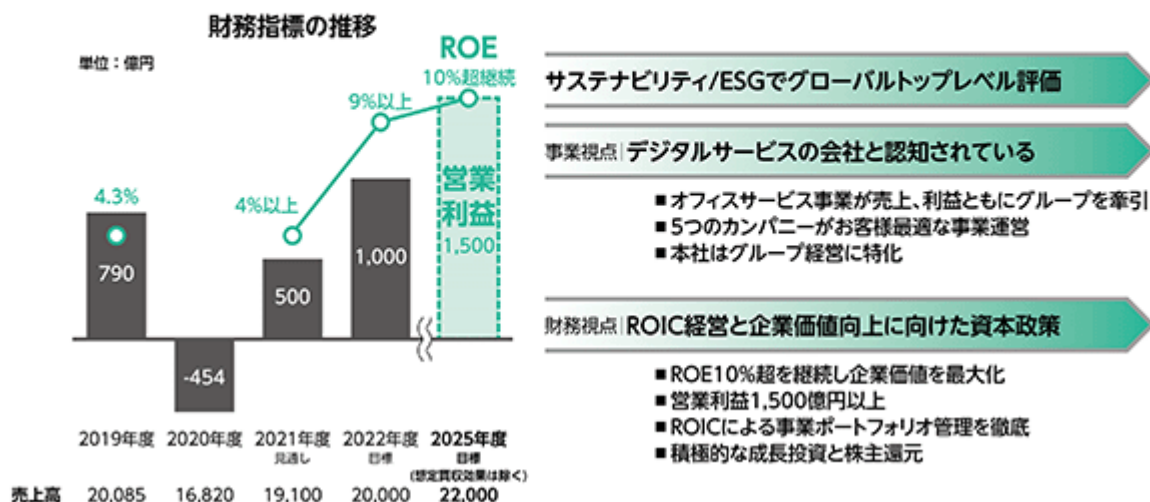 財務指標の推移
単位：億円
ROE
10%超継続
9%以上
4%以上
4.3%
790
-454
500
1,000
営業
利益
1,500
2019年度
2020年度
2021年度
見通し
2022年度
目標
2025年度
目標
(想定買収効果は除く)
売上高 20,085 16,820 19,100 20,000 22,000
サステナビリティ/ESGでグローバルトップレベル評価
事業視点|デジタルサービスの会社と認知されている
■オフィスサービス事業が売上、利益ともにグループを牽引
■5つのカンパニーがお客様最適な事業運営
■本社はグループ経営に特化
財務視点|ROIC経営と企業価値向上に向けた資本政策
■ROE10%超を継続し企業価値を最大化
■営業利益1,500億円以上
■ROICによる事業ポートフォリオ管理を徹底
■積極的な成長投資と株主還元